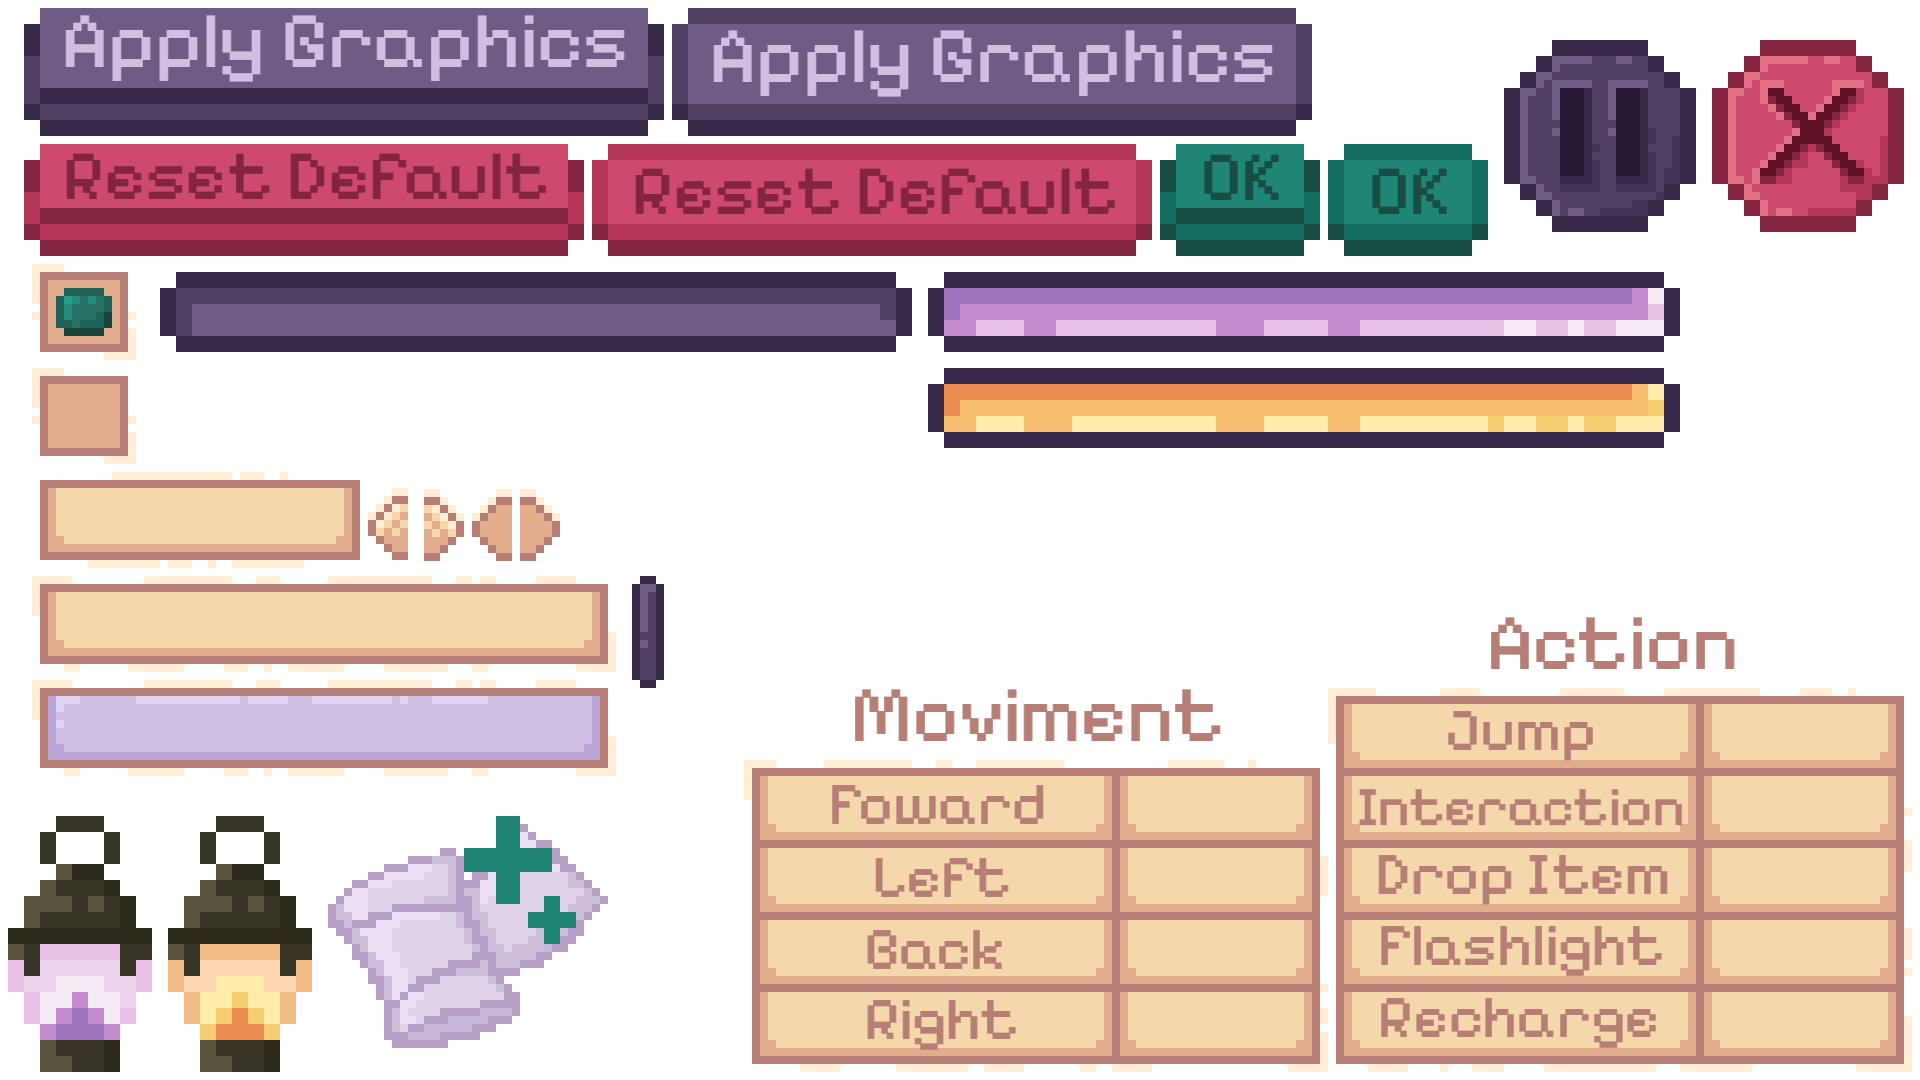 Apply Graphics
Apply Graphics
Reset Default
Reset Default
OK
OK
Moviment
Foward
Left
Back
Right
Action
Jump
Interaction
Drop Item
Flashlight
Recharge